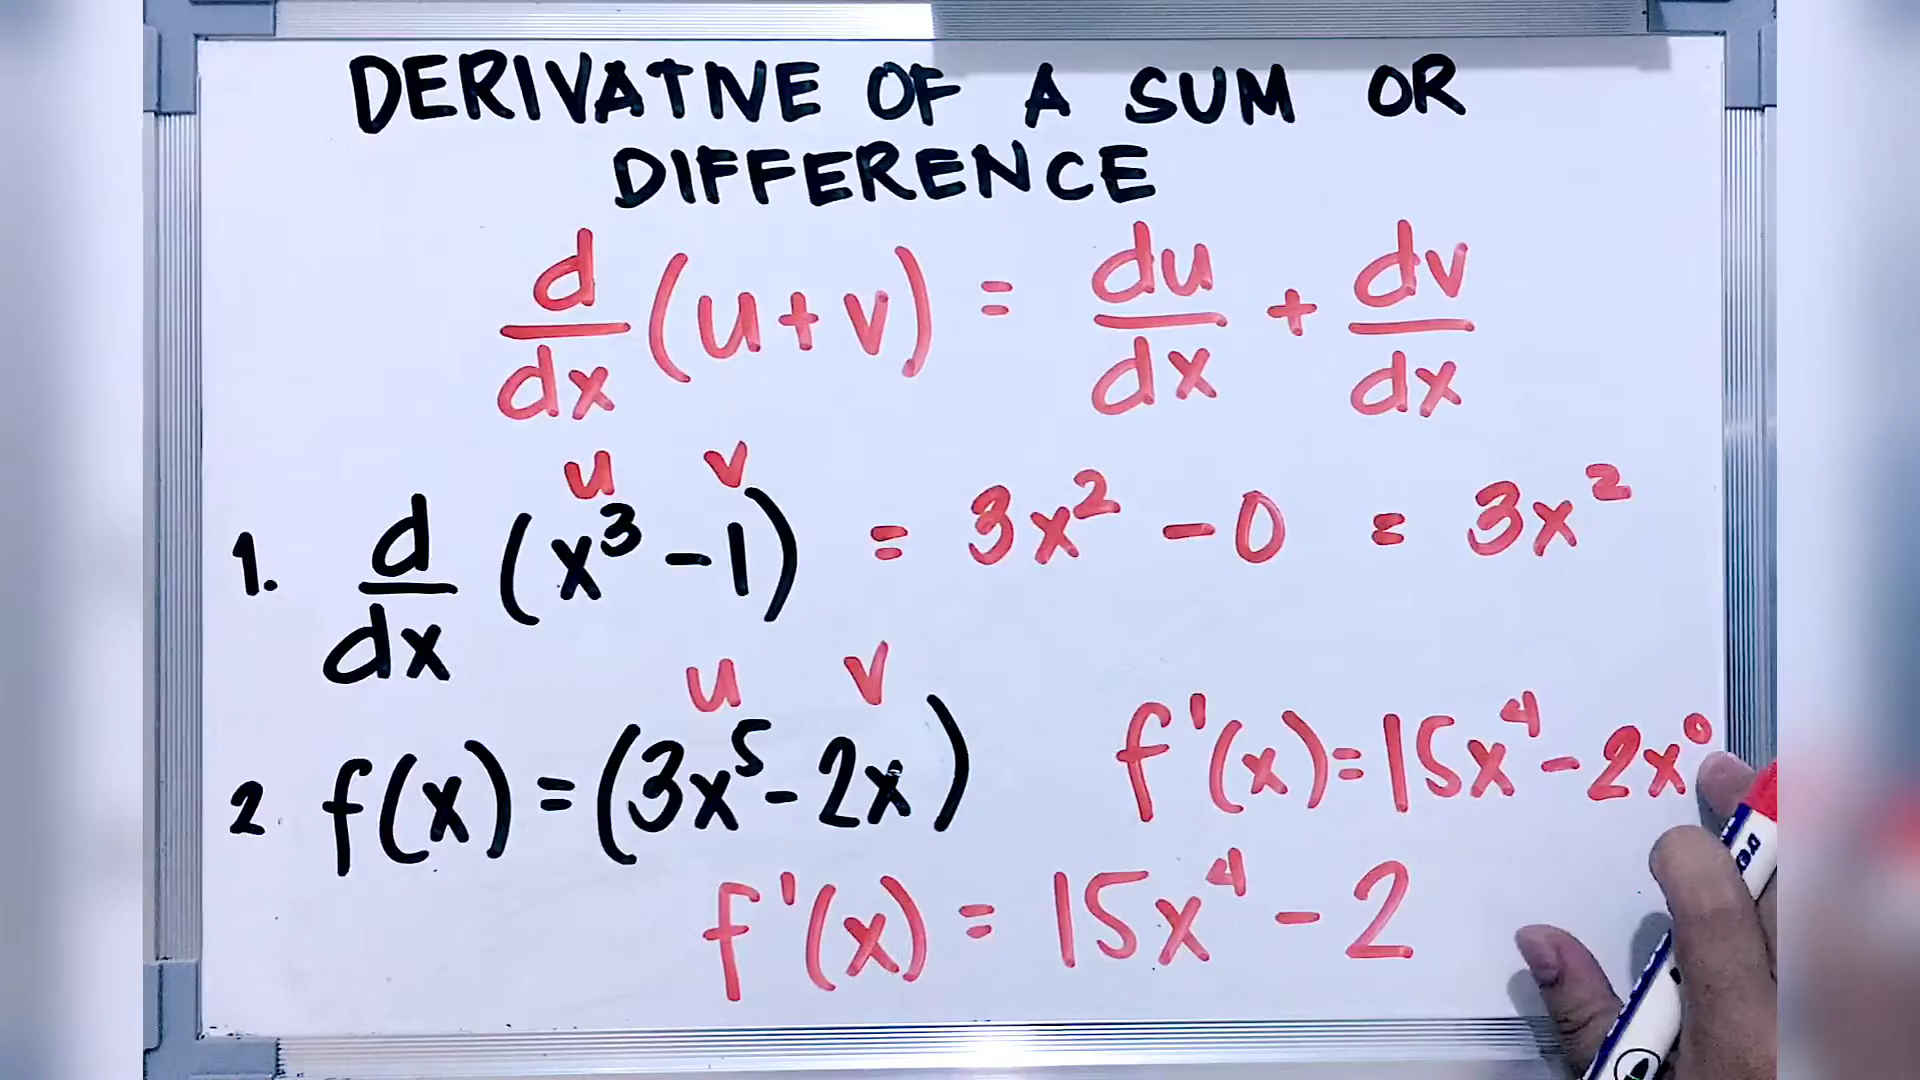 DERIVATIVE OF A SUM OR
DIFFERENCE
d/dx (u+v) = du/dx + dv/dx
u v
1. d/dx (x³ - 1) = 3x² - 0 = 3x²
u v
2. f(x) = (3x⁵ - 2x) f'(x) = 15x⁴ - 2x⁰
f'(x) = 15x⁴ - 2